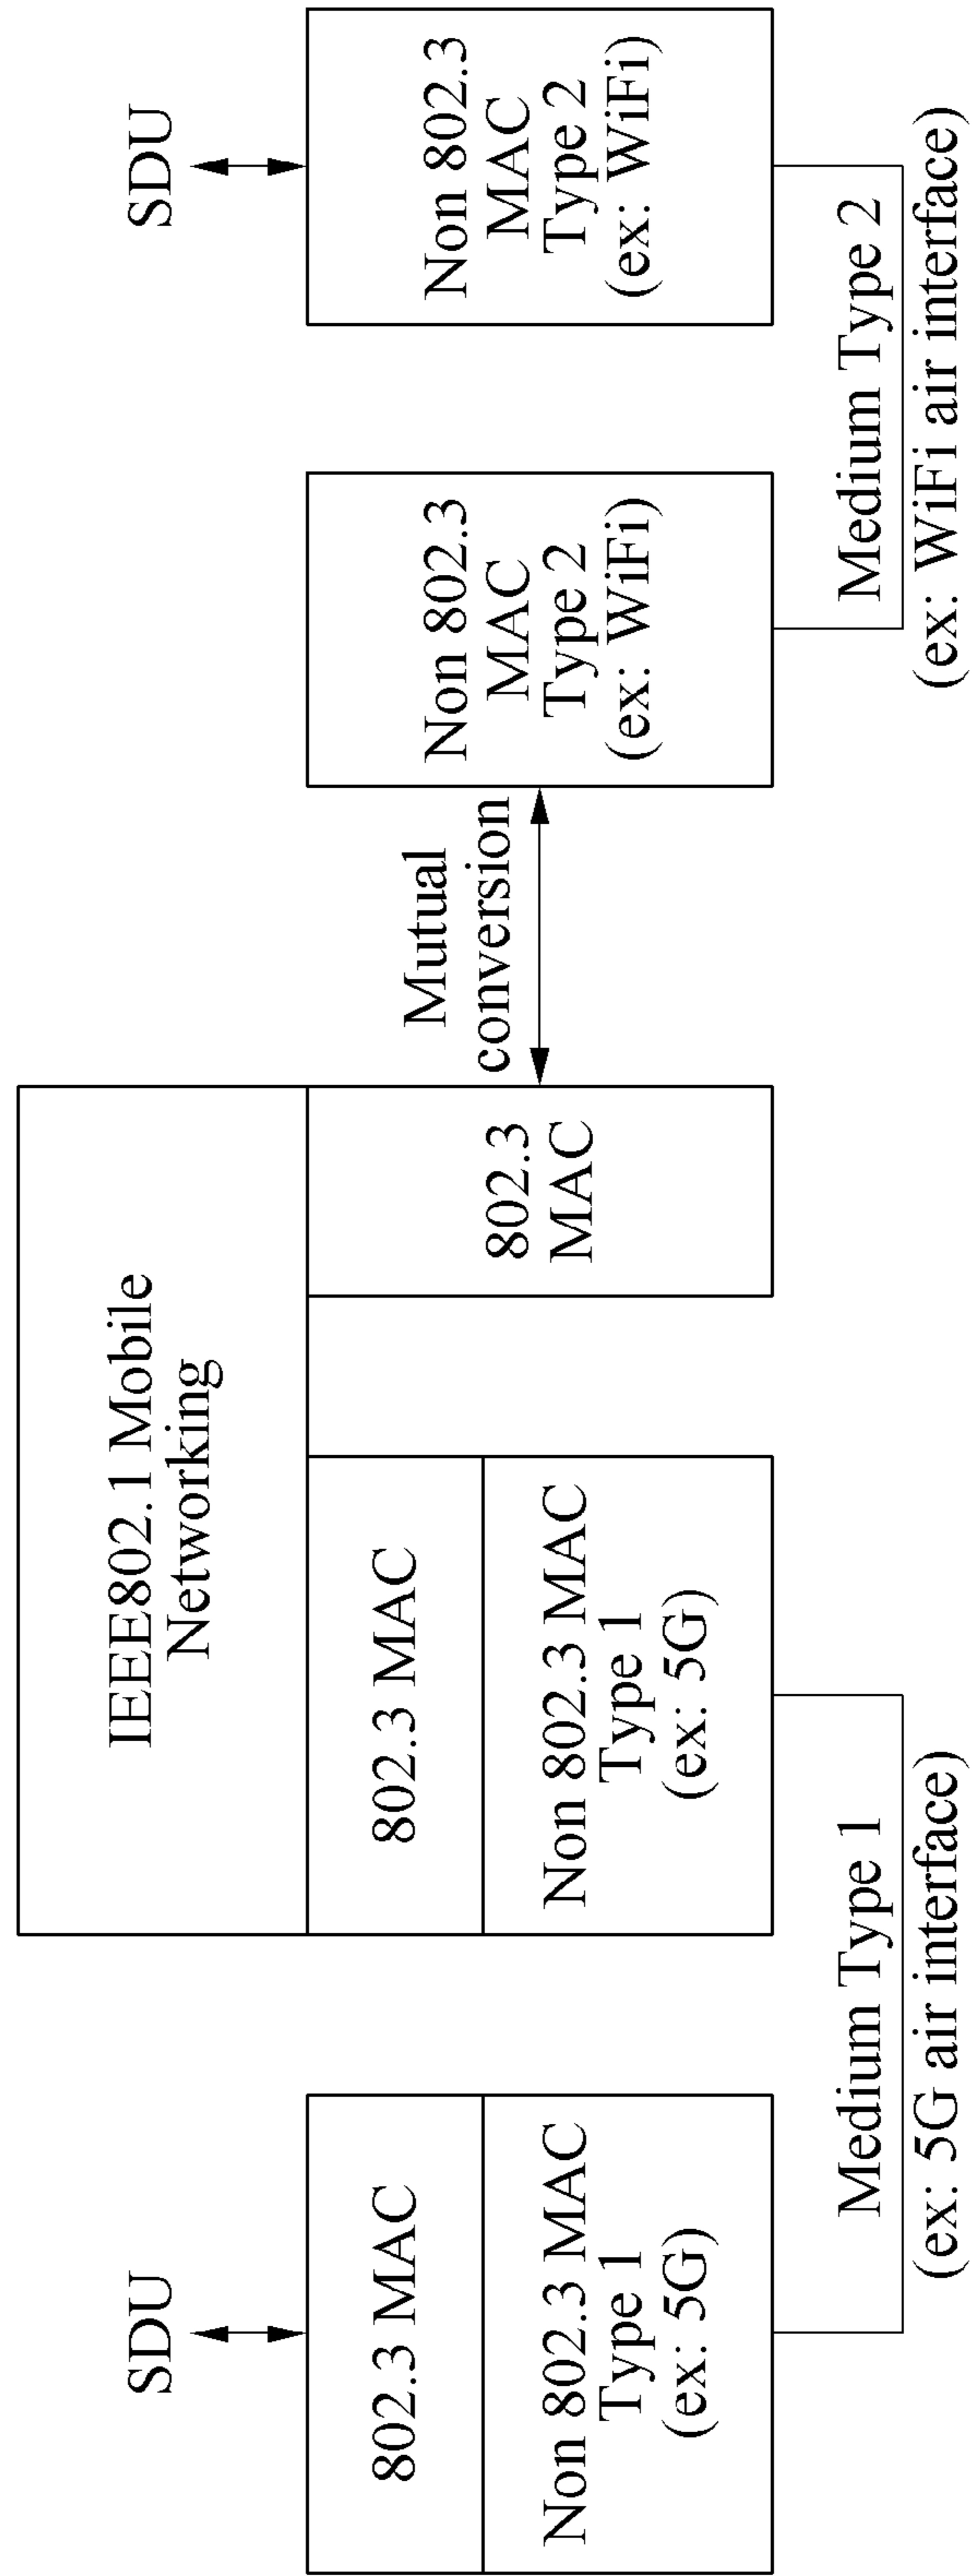 SDU
802.3 MAC
Non 802.3 MAC
Type 1
(ex: 5G)
Medium Type 1
(ex: 5G air interface)
IEEE802.1 Mobile
Networking
802.3 MAC
Non 802.3 MAC
Type 1
(ex: 5G)
802.3
MAC
Mutual
conversion
Non 802.3
MAC
Type 2
(ex: WiFi)
Medium Type 2
(ex: WiFi air interface)
SDU
Non 802.3
MAC
Type 2
(ex: WiFi)